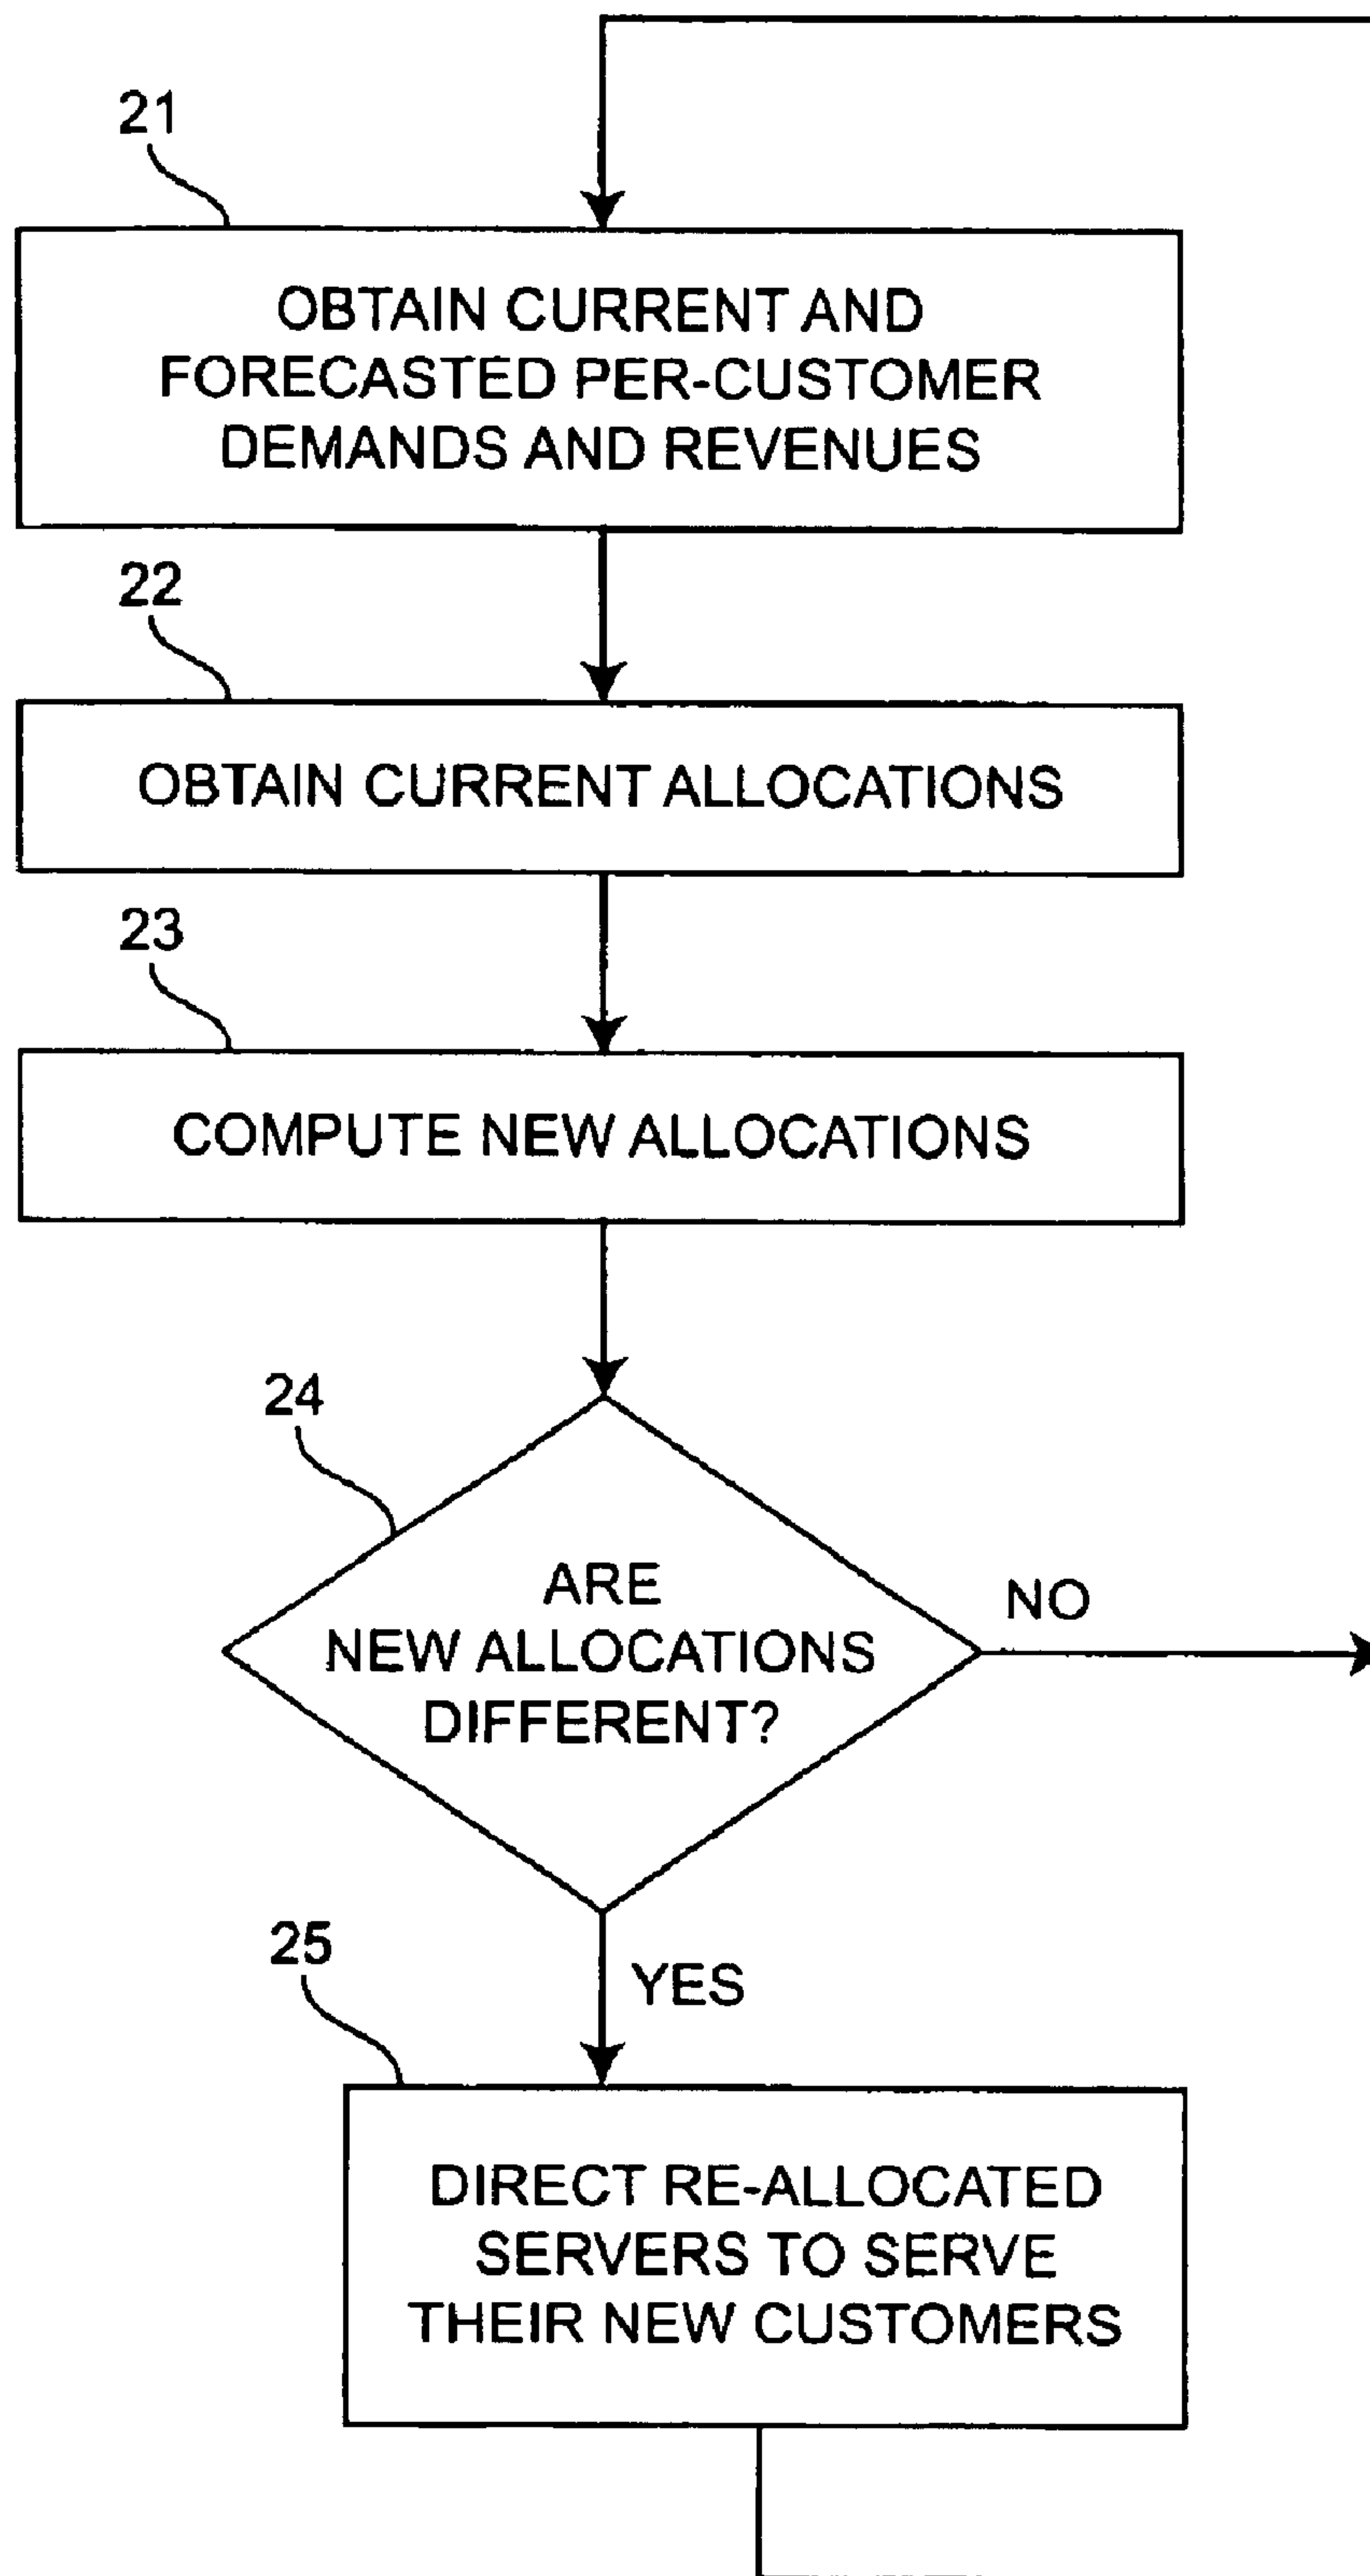 21
OBTAIN CURRENT AND
FORECASTED PER-CUSTOMER
DEMANDS AND REVENUES
22
OBTAIN CURRENT ALLOCATIONS
23
COMPUTE NEW ALLOCATIONS
24
ARE
NEW ALLOCATIONS
DIFFERENT?
NO
25
YES
DIRECT RE-ALLOCATED
SERVERS TO SERVE
THEIR NEW CUSTOMERS